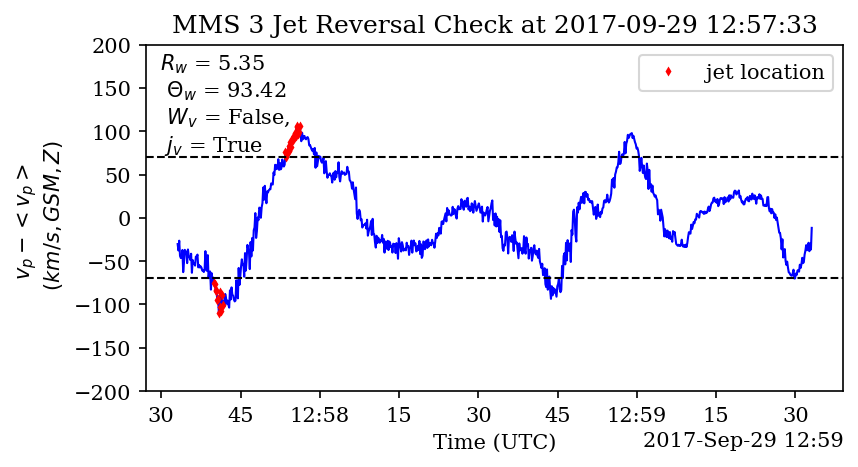 MMS 3 Jet Reversal Check at 2017-09-29 12:57:33
R_w = 5.35
Θ_w = 93.42
W_v = False,
j_v = True
jet location
v_p − <v_p>
(km/s, GSM, Z)
200
150
100
50
0
−50
−100
−150
−200
30 45 12:58 15 30 45 12:59 15 30
Time (UTC)
2017-Sep-29 12:59